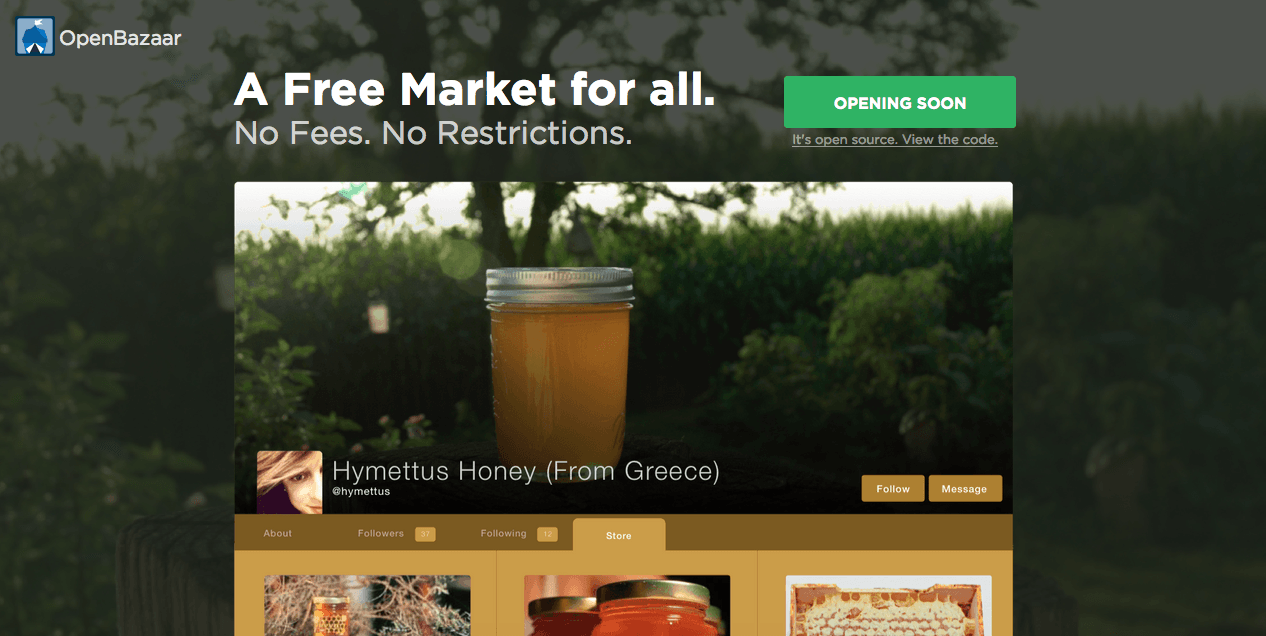 OpenBazaar
A Free Market for all.
No Fees. No Restrictions.
OPENING SOON
It's open source. View the code.
Hymettus Honey (From Greece)
@hymettus
Follow
Message
About
Followers 37
Following 12
Store